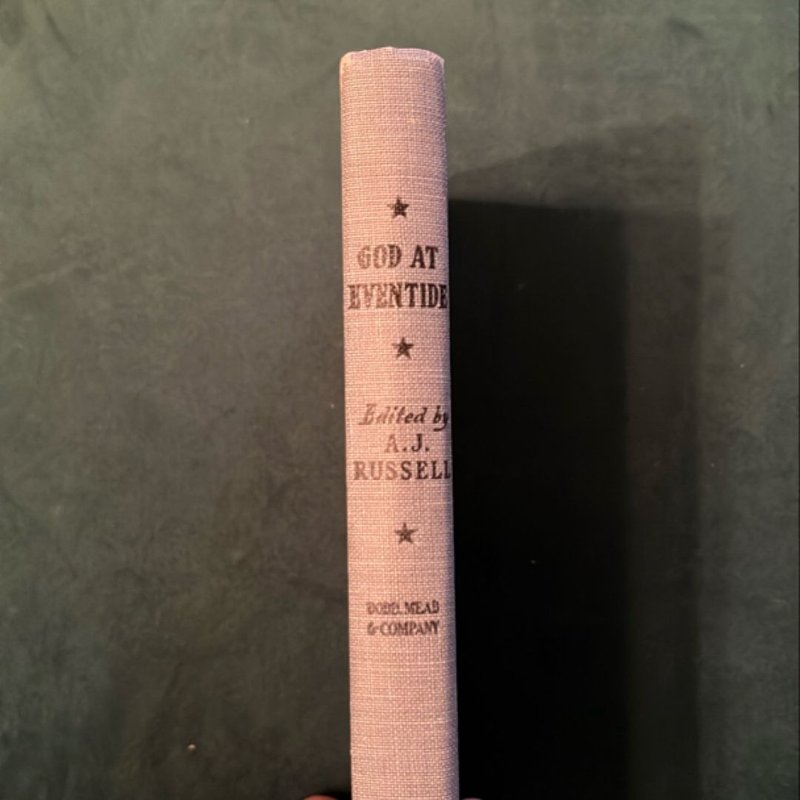 GOD AT
EVENTIDE
Edited by
A.J.
RUSSELL
DODD, MEAD
& COMPANY